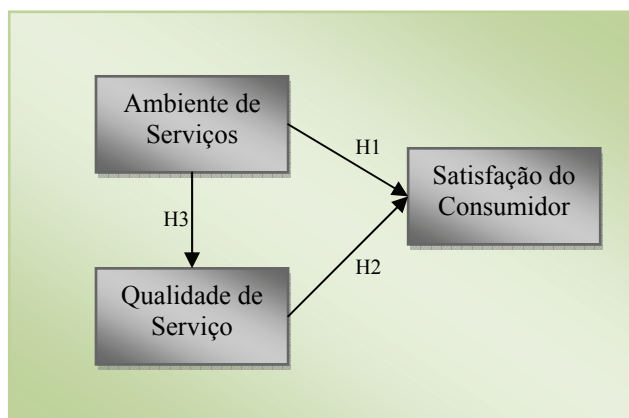 Ambiente de
Serviços
H1
Satisfação do
Consumidor
H3
H2
Qualidade de
Serviço